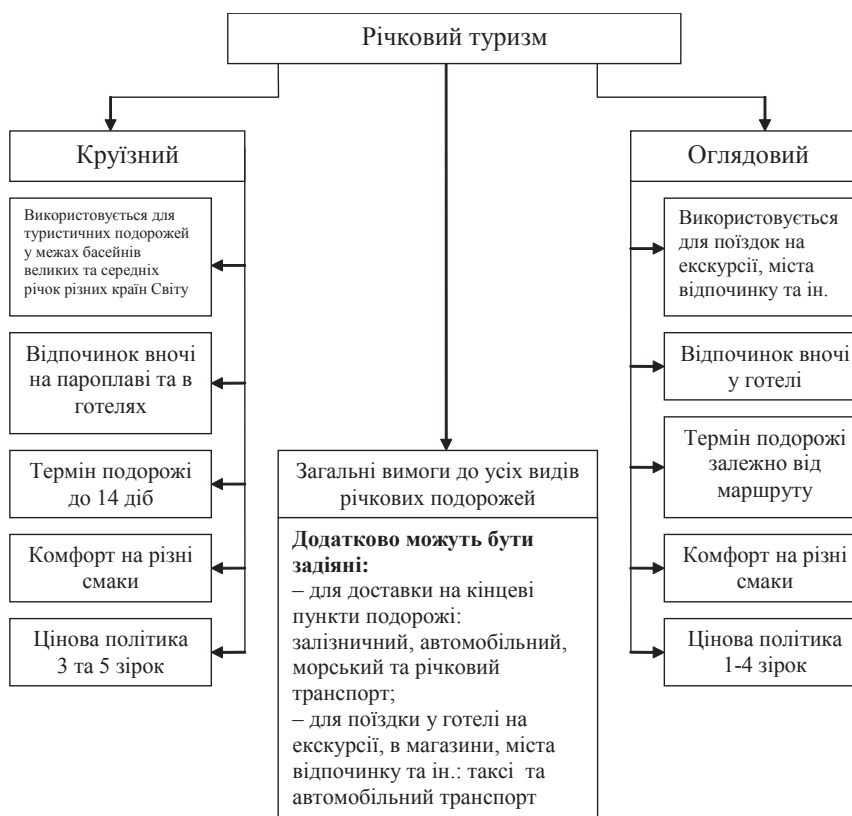 Річковий туризм
Круїзний
Використовується для
туристичних подорожей
у межах басейнів
великих та середніх
річок різних країн Світу
Відпочинок вночі
на пароплаві та в
готелях
Термін подорожі
до 14 діб
Комфорт на різні
смаки
Цінова політика
3 та 5 зірок
Загальні вимоги до усіх видів
річкових подорожей
Додатково можуть бути
задіяні:
– для доставки на кінцеві
пункти подорожі:
залізничний, автомобільний,
морський та річковий
транспорт;
– для поїздки у готелі на
екскурсії, в магазини, міста
відпочинку та ін.: таксі та
автомобільний транспорт
Оглядовий
Використовується
для поїздок на
екскурсії, міста
відпочинку та ін.
Відпочинок вночі
у готелі
Термін подорожі
залежно від
маршруту
Комфорт на різні
смаки
Цінова політика
1-4 зірок